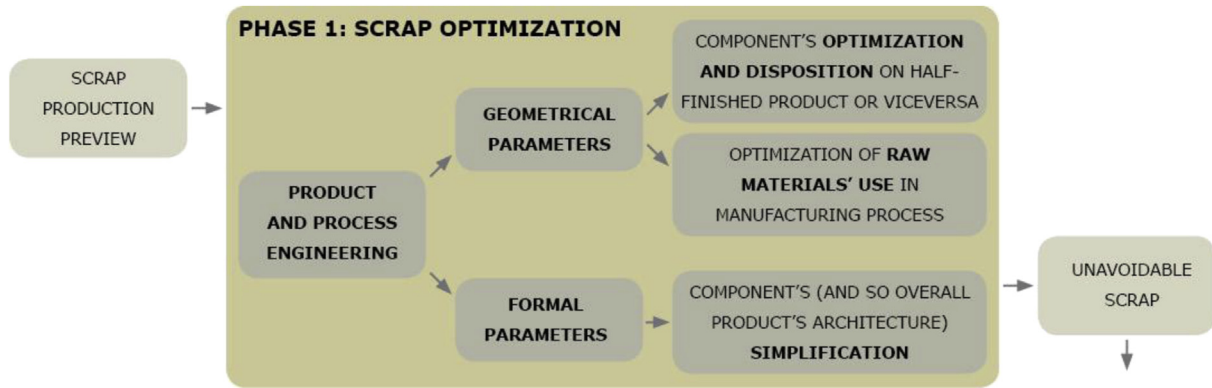 PHASE 1: SCRAP OPTIMIZATION
SCRAP
PRODUCTION
PREVIEW
PRODUCT
AND PROCESS
ENGINEERING
GEOMETRICAL
PARAMETERS
COMPONENT'S OPTIMIZATION
AND DISPOSITION ON HALF-
FINISHED PRODUCT OR VICEVERSA
OPTIMIZATION OF RAW
MATERIALS' USE IN
MANUFACTURING PROCESS
FORMAL
PARAMETERS
COMPONENT'S (AND SO OVERALL
PRODUCT'S ARCHITECTURE)
SIMPLIFICATION
UNAVOIDABLE
SCRAP